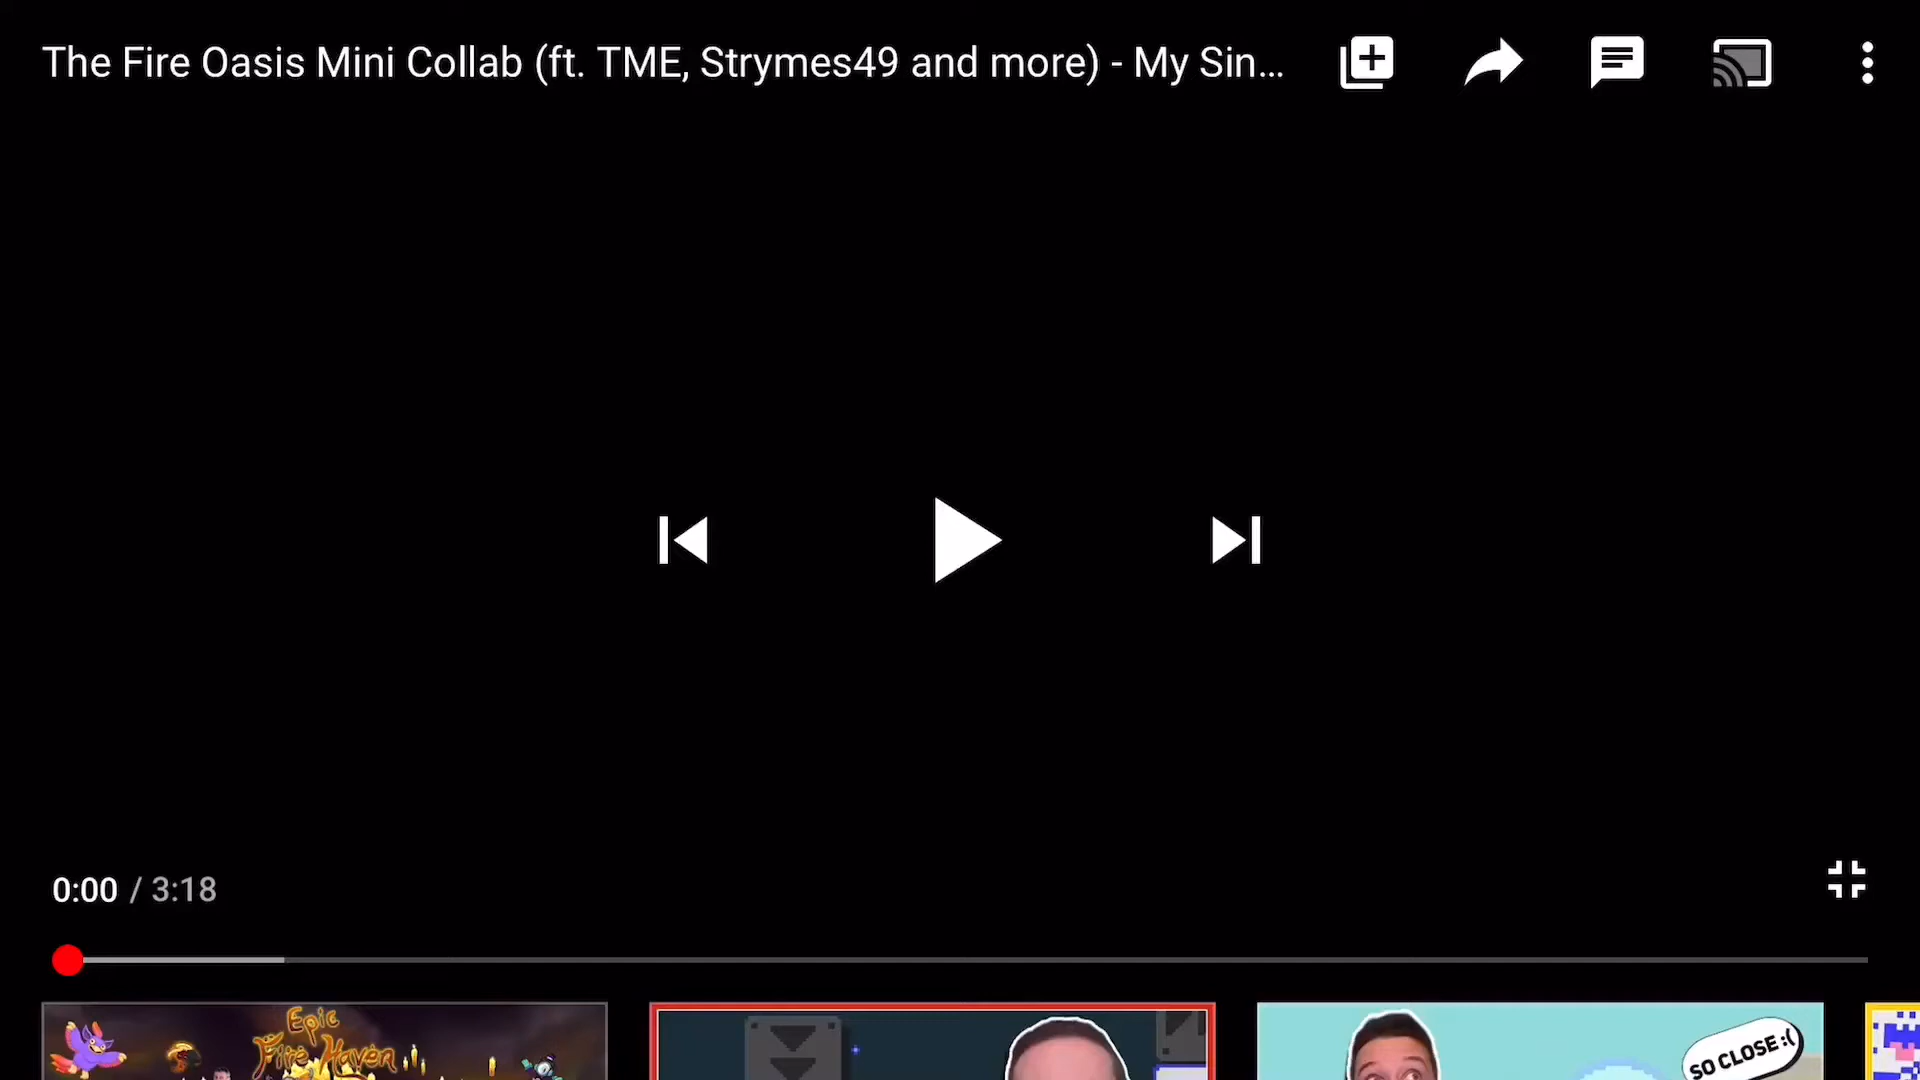 The Fire Oasis Mini Collab (ft. TME, Strymes49 and more) - My Sin...
0:00 / 3:18
Epic
Fire Haven
SO CLOSE :(